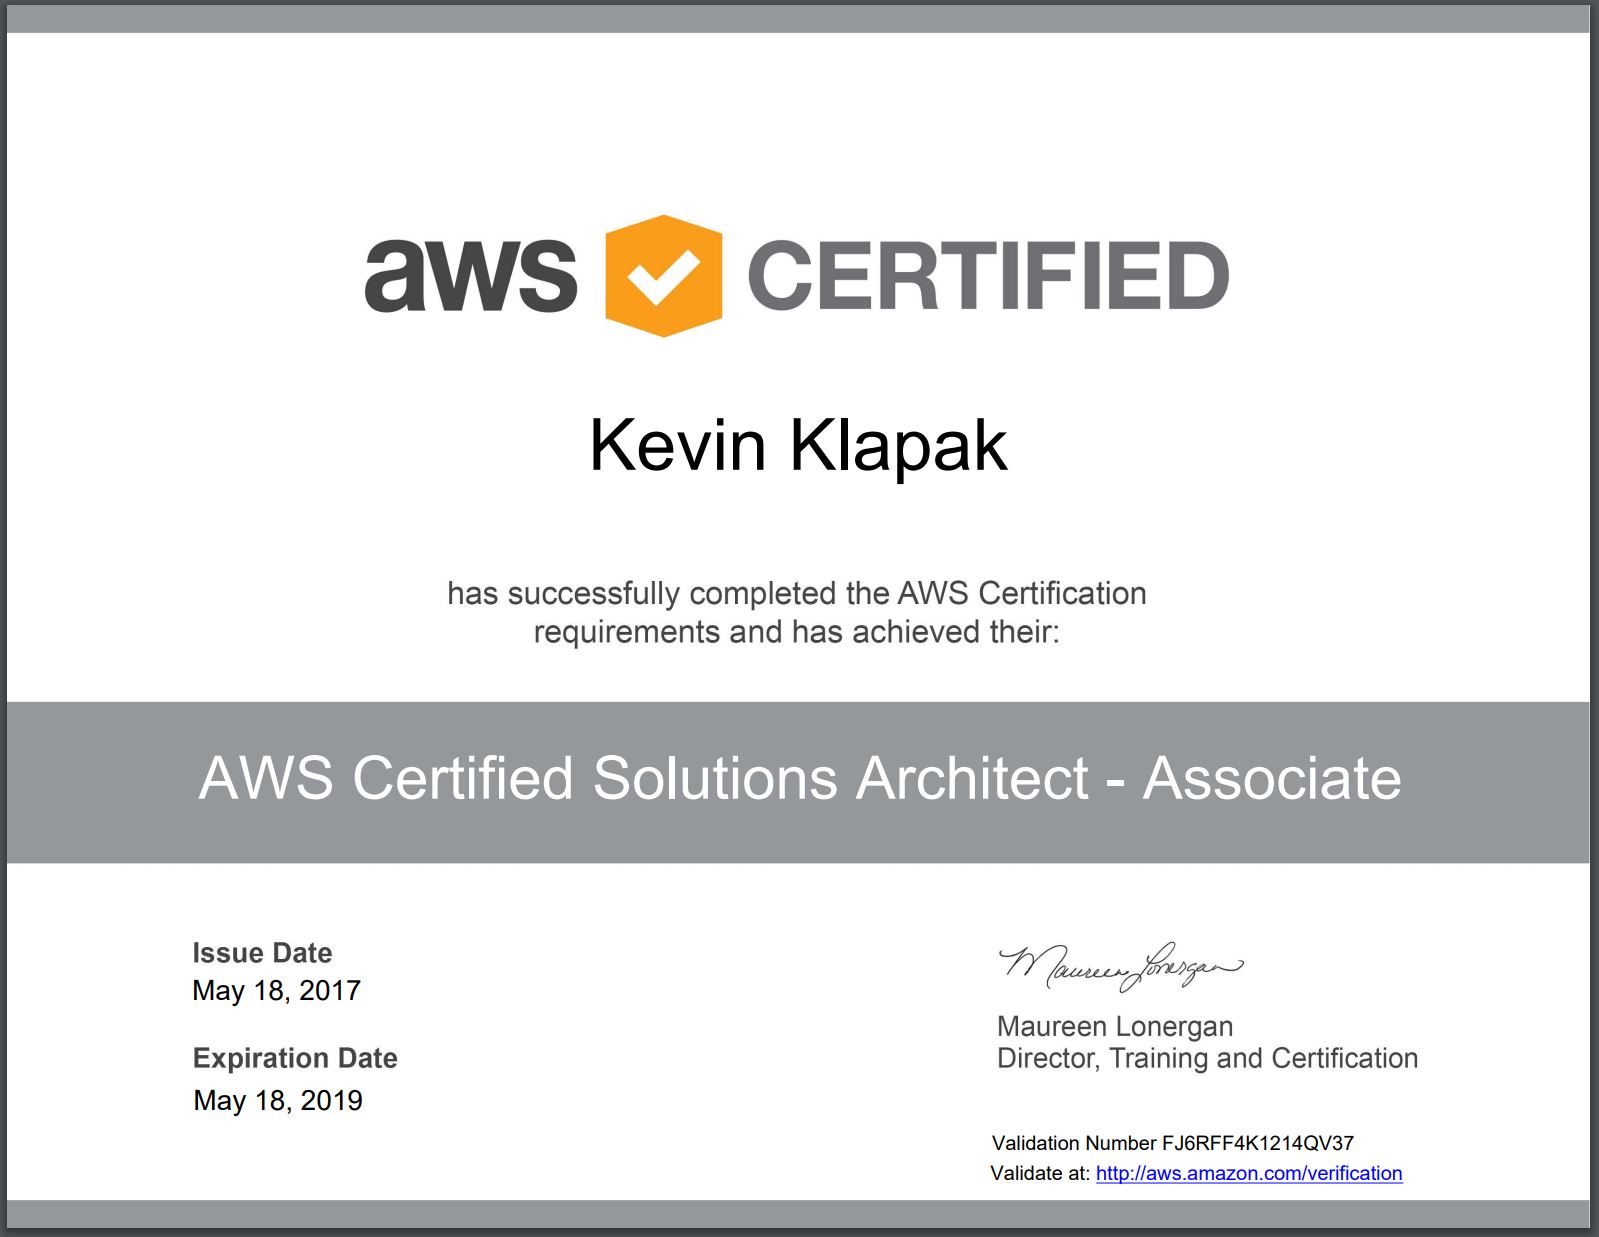 aws CERTIFIED
Kevin Klapak
has successfully completed the AWS Certification
requirements and has achieved their:
AWS Certified Solutions Architect - Associate
Issue Date
May 18, 2017
Expiration Date
May 18, 2019
Maureen Lonergan
Maureen Lonergan
Director, Training and Certification
Validation Number FJ6RFF4K1214QV37
Validate at: http://aws.amazon.com/verification